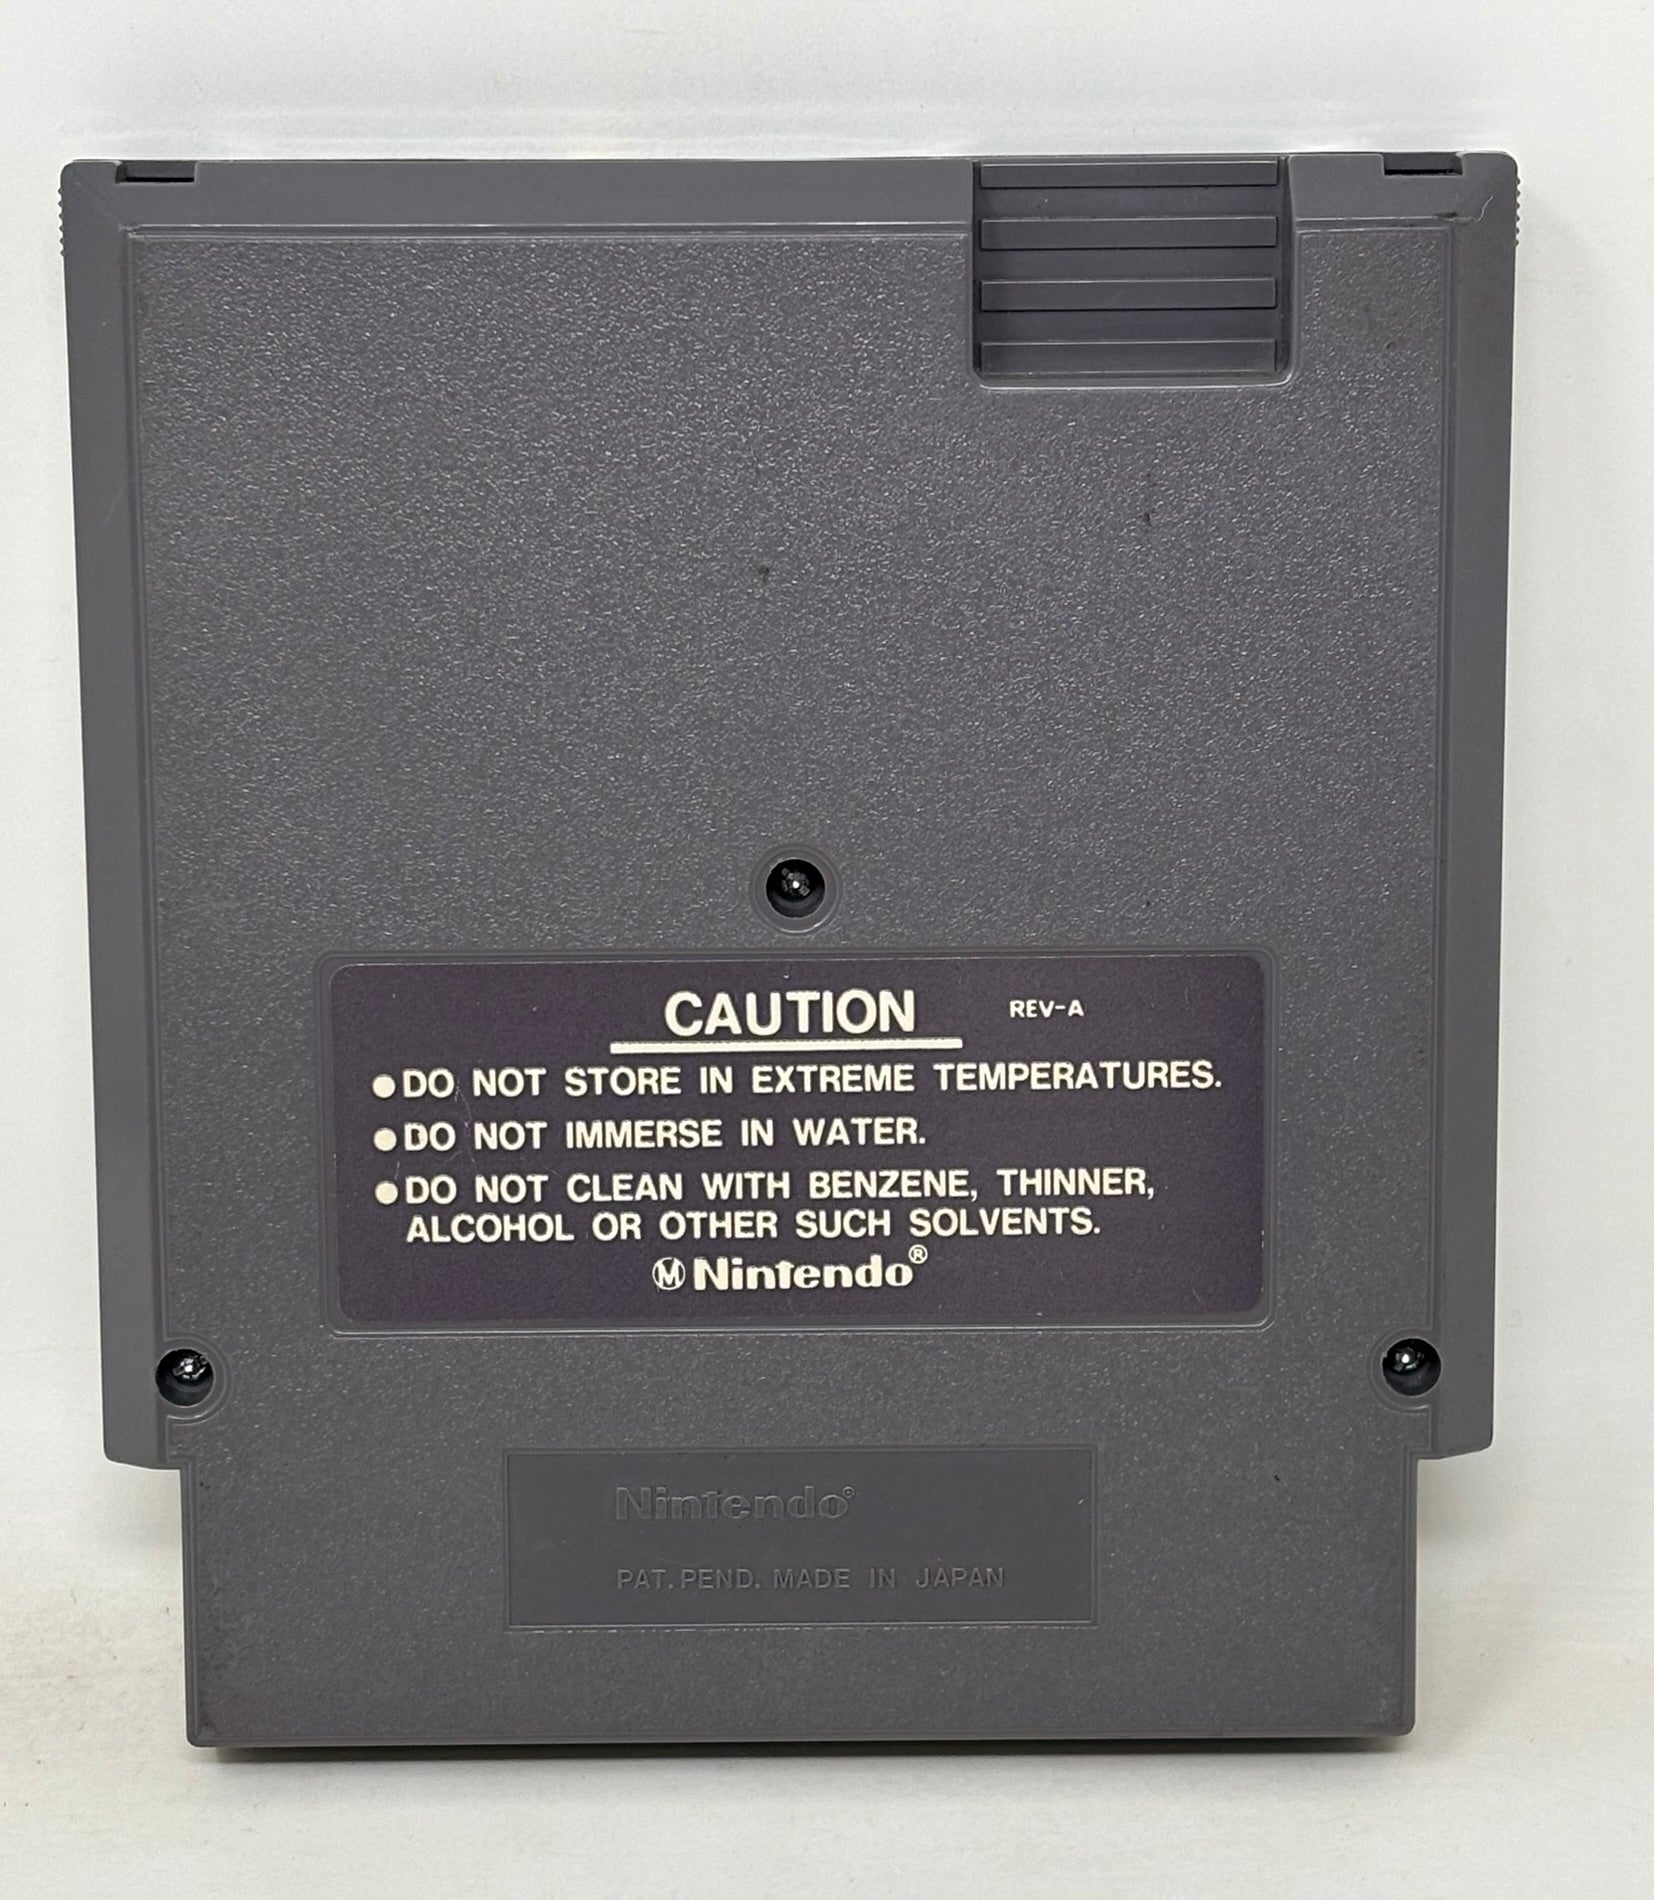 CAUTION REV-A
●DO NOT STORE IN EXTREME TEMPERATURES.
●DO NOT IMMERSE IN WATER.
●DO NOT CLEAN WITH BENZENE, THINNER,
ALCOHOL OR OTHER SUCH SOLVENTS.
Ⓜ Nintendo®
Nintendo®
PAT. PEND. MADE IN JAPAN